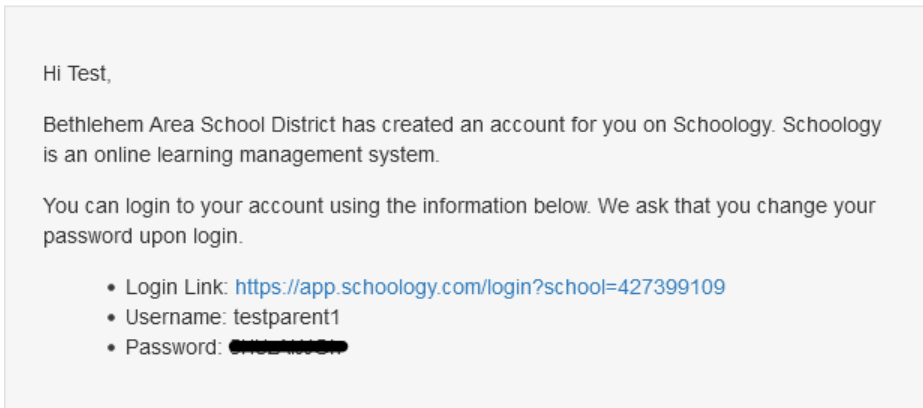 Hi Test,
Bethlehem Area School District has created an account for you on Schoology. Schoology
is an online learning management system.
You can login to your account using the information below. We ask that you change your
password upon login.
• Login Link: https://app.schoology.com/login?school=427399109
• Username: testparent1
• Password: